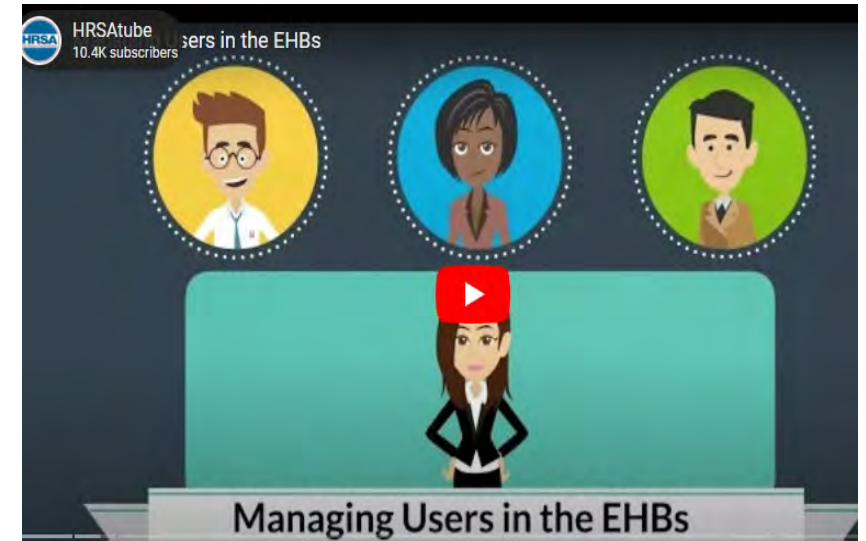 HRSA
HRSAtube
10.4K subscribers
sers in the EHBs
Managing Users in the EHBs